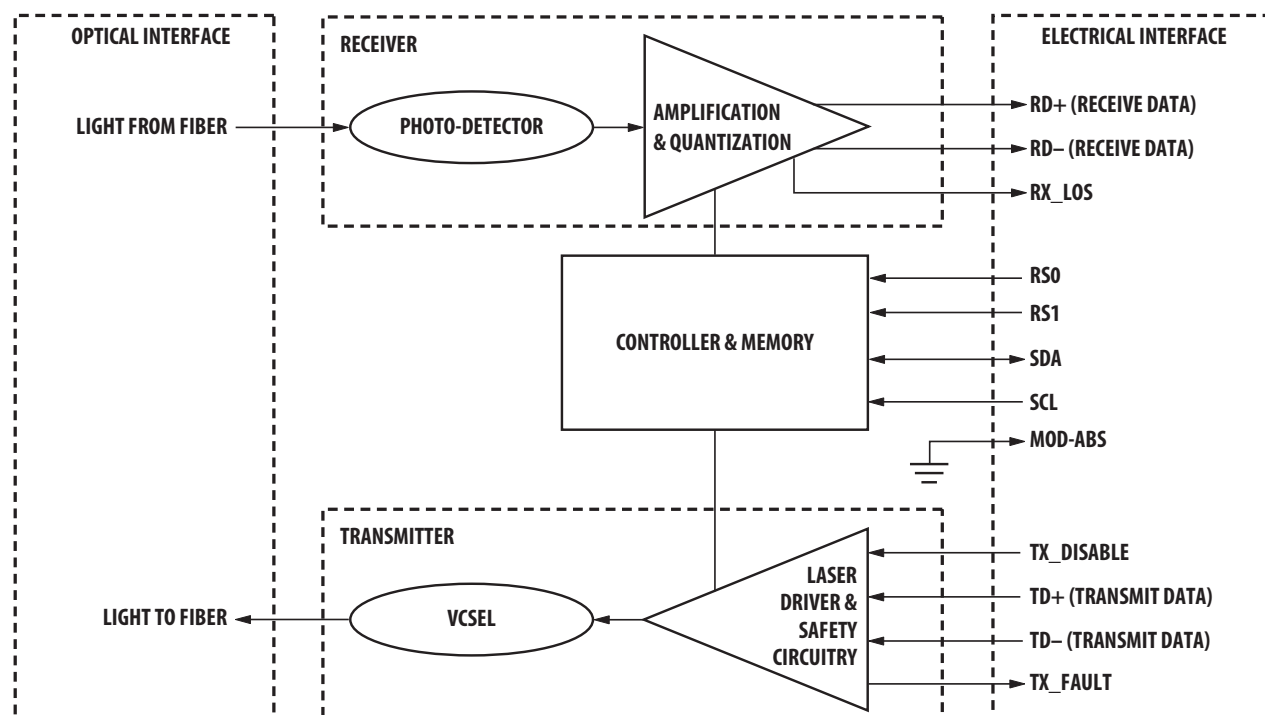 OPTICAL INTERFACE
RECEIVER
ELECTRICAL INTERFACE
LIGHT FROM FIBER
PHOTO-DETECTOR
AMPLIFICATION
& QUANTIZATION
RD+ (RECEIVE DATA)
RD– (RECEIVE DATA)
RX_LOS
CONTROLLER & MEMORY
RS0
RS1
SDA
SCL
MOD-ABS
TRANSMITTER
LIGHT TO FIBER
VCSEL
LASER
DRIVER &
SAFETY
CIRCUITRY
TX_DISABLE
TD+ (TRANSMIT DATA)
TD– (TRANSMIT DATA)
TX_FAULT